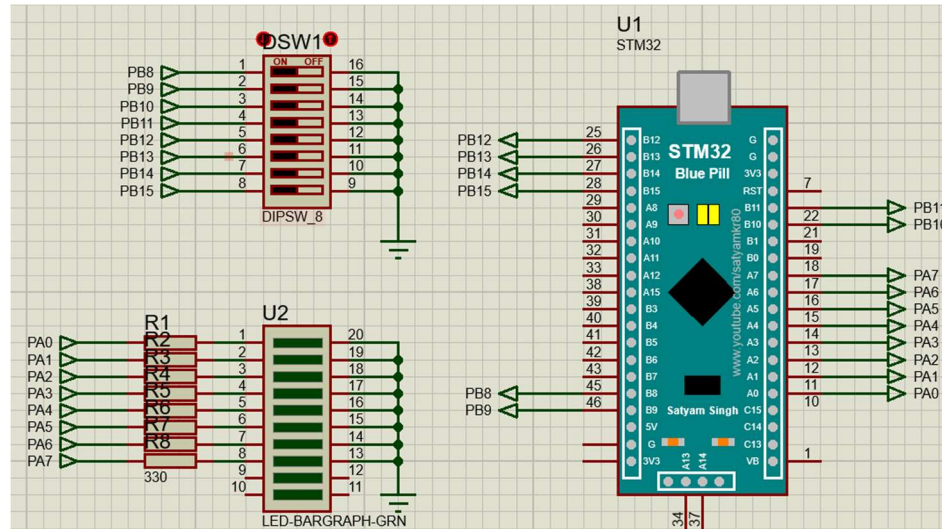 DSW1
ON OFF
PB8 1 16
PB9 2 15
PB10 3 14
PB11 4 13
PB12 5 12
PB13 6 11
PB14 7 10
PB15 8 9
DIPSW_8
U2
R1
R2
R3
R4
R5
R6
R7
R8
330
PA0 1 20
PA1 2 19
PA2 3 18
PA3 4 17
PA4 5 16
PA5 6 15
PA6 7 14
PA7 8 13
9 12
10 11
LED-BARGRAPH-GRN
U1
STM32
STM32
Blue Pill
www.youtube.com/satyamkr80
Satyam Singh
PB12 25 B12
PB13 26 B13
PB14 27 B14
PB15 28 B15
29 A8
30 A9
31 A10
32 A11
33 A12
38 A15
39 B3
40 B4
41 B5
42 B6
43 B7
PB8 45 B8
PB9 46 B9
5V
G
3V3
G
G
3V3
RST 7
B11 PB11
B10 22
B1 21
B0 19
A7 18 PA7
A6 17 PA6
A5 16 PA5
A4 15 PA4
A3 14 PA3
A2 13 PA2
A1 12 PA1
A0 11 PA0
C15 10
C14
C13
VB 1
A13 A14
34 37